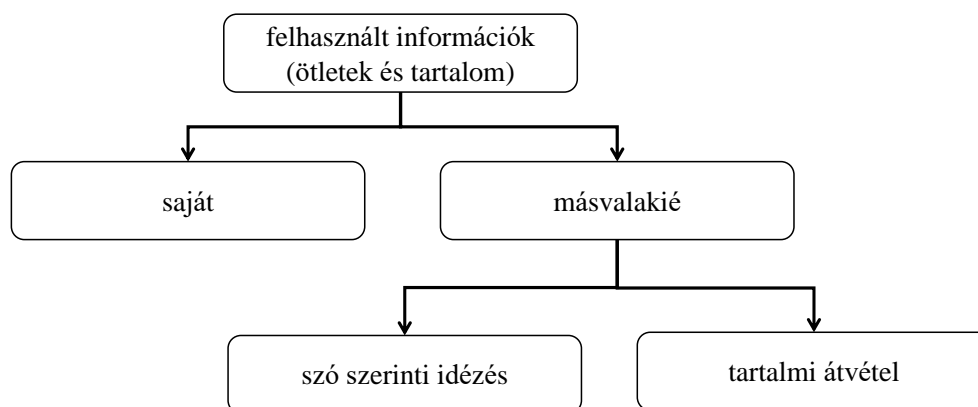 felhasznált információk
(ötletek és tartalom)
saját
másvalakié
szó szerinti idézés
tartalmi átvétel